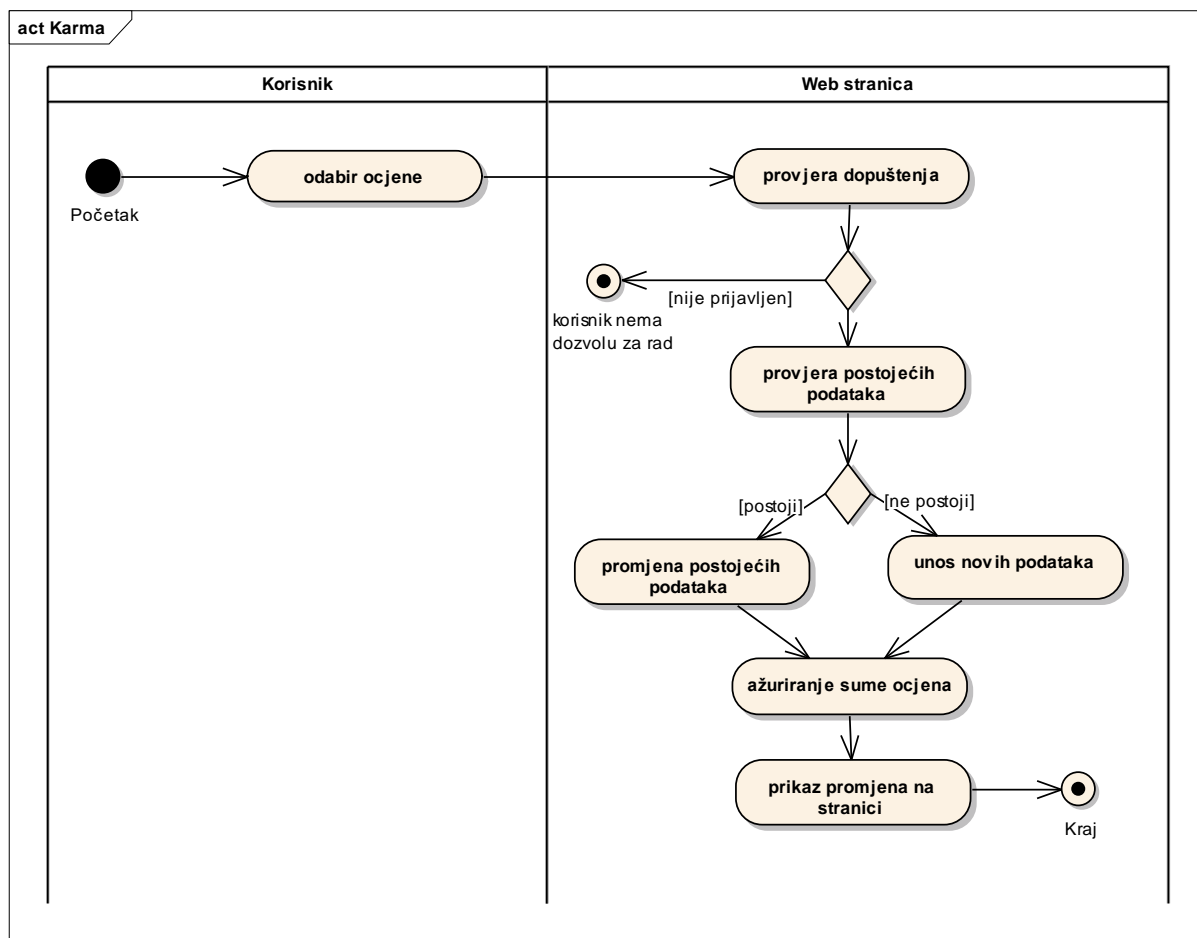 act Karma
Korisnik
Web stranica
Početak
odabir ocjene
provjera dopuštenja
[nije prijavljen]
korisnik nema
dozvolu za rad
provjera postojećih
podataka
[postoji]
[ne postoji]
promjena postojećih
podataka
unos novih podataka
ažuriranje sume ocjena
prikaz promjena na
stranici
Kraj